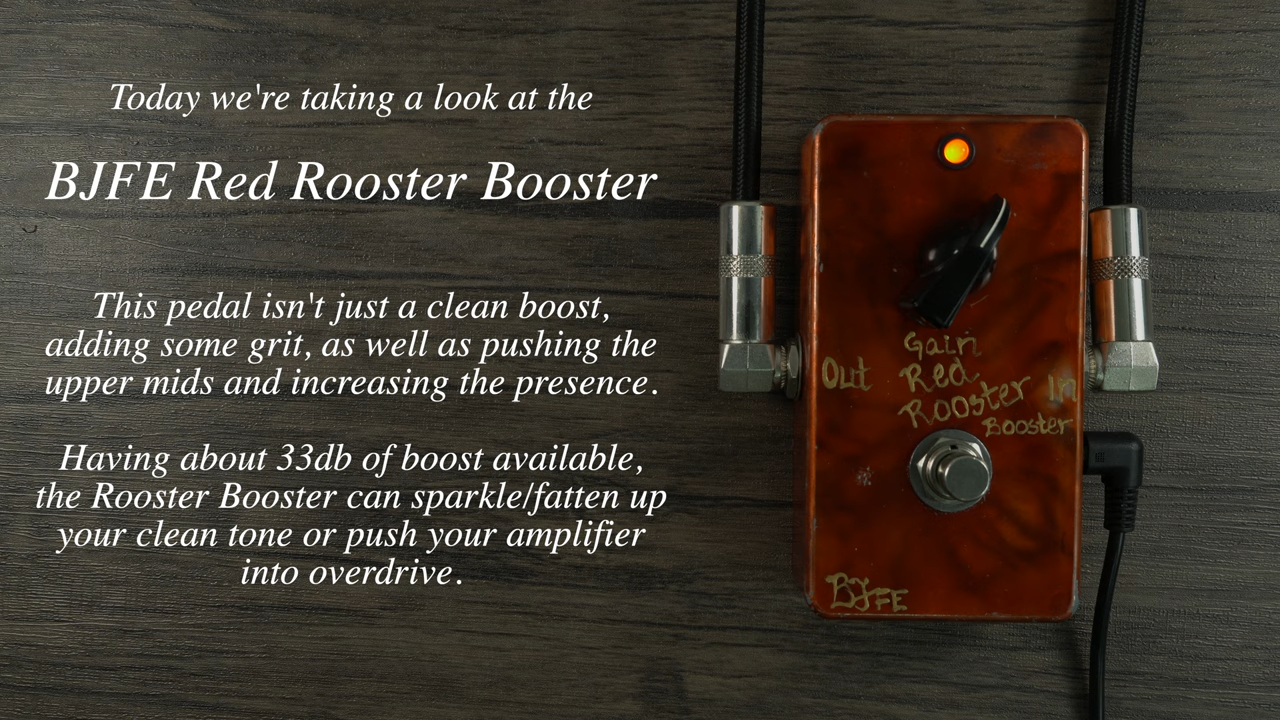 Today we're taking a look at the
BJFE Red Rooster Booster
This pedal isn't just a clean boost,
adding some grit, as well as pushing the
upper mids and increasing the presence.
Having about 33db of boost available,
the Rooster Booster can sparkle/fatten up
your clean tone or push your amplifier
into overdrive.
Gain
Out
Red
In
Rooster
Booster
BJFE